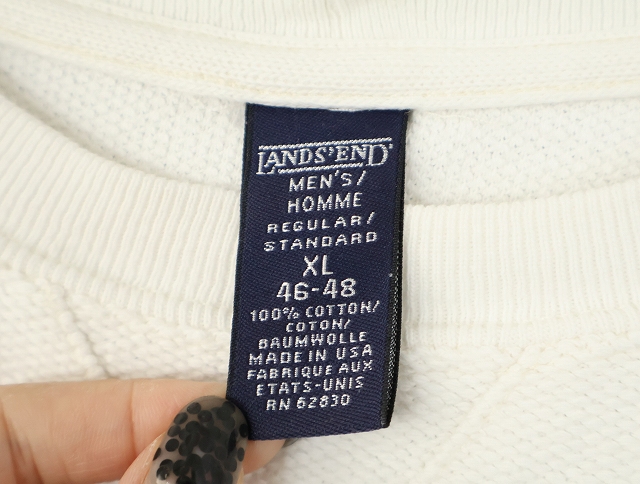 LANDS' END
MEN'S/
HOMME
REGULAR/
STANDARD
XL
46-48
100% COTTON/
COTON/
BAUMWOLLE
MADE IN USA
FABRIQUE AUX
ETATS-UNIS
RN 62830